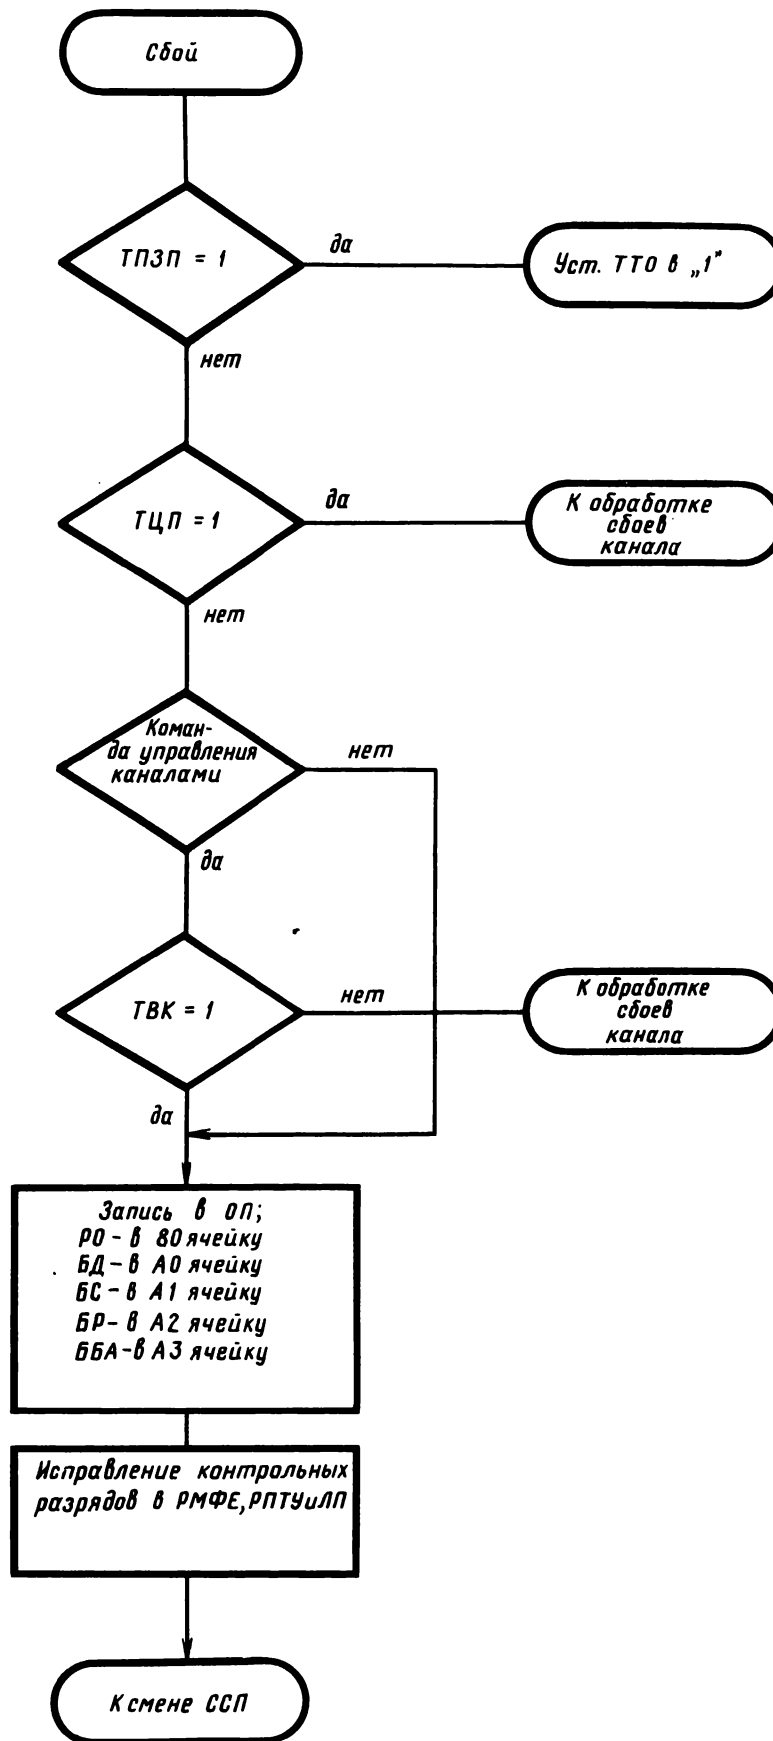 Сбой
ТПЗП = 1
да
Уст. ТТО в „1"
нет
ТЦП = 1
да
К обработке
сбоев
канала
нет
Коман-
да управления
каналами
нет
да
ТВК = 1
нет
К обработке
сбоев
канала
да
Запись в ОП;
РО - в 80 ячейку
БД - в А0 ячейку
БС - в А1 ячейку
БР - в А2 ячейку
ББА - в А3 ячейку
Исправление контрольных
разрядов в РМФЕ, РПТУиЛП
К смене ССП